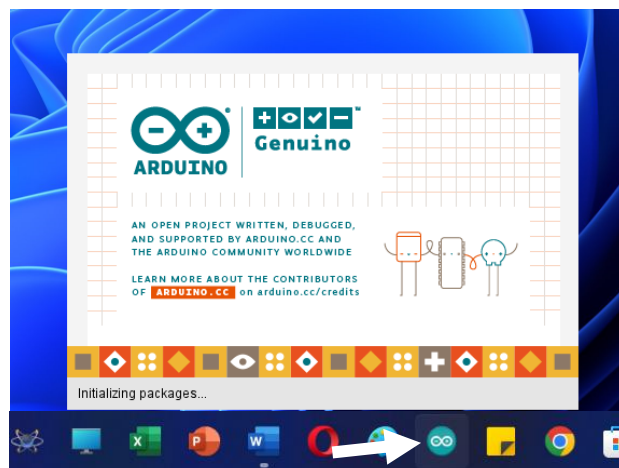 ARDUINO
Genuino
AN OPEN PROJECT WRITTEN, DEBUGGED,
AND SUPPORTED BY ARDUINO.CC AND
THE ARDUINO COMMUNITY WORLDWIDE
LEARN MORE ABOUT THE CONTRIBUTORS
OF ARDUINO.CC on arduino.cc/credits
Initializing packages...